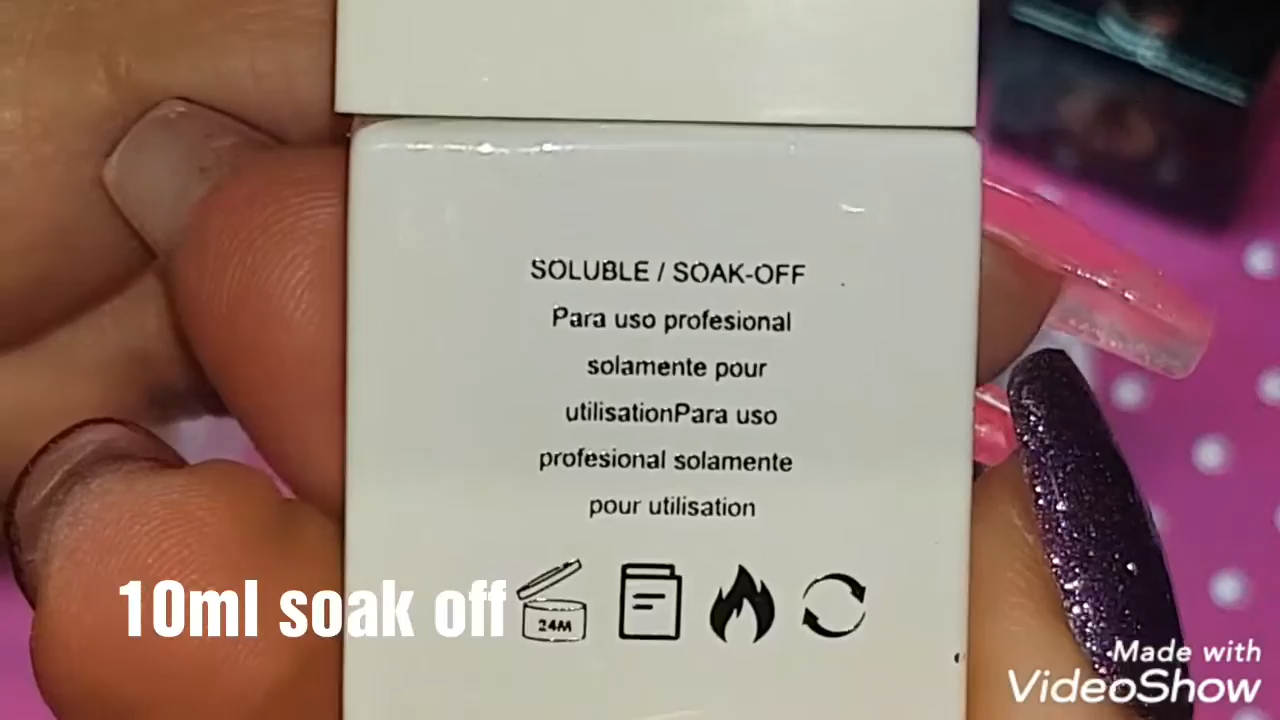 SOLUBLE / SOAK-OFF
Para uso profesional
solamente pour
utilisationPara uso
profesional solamente
pour utilisation
24M
10ml soak off
Made with
VideoShow